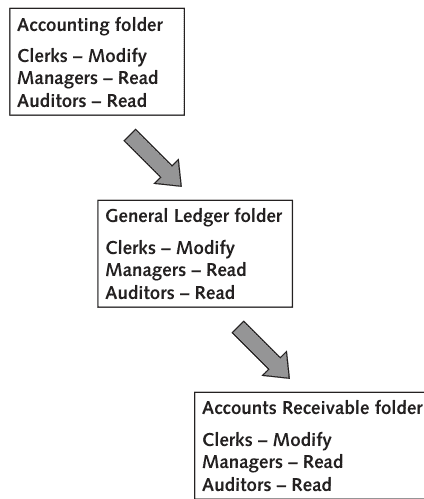 Accounting folder
Clerks – Modify
Managers – Read
Auditors – Read
General Ledger folder
Clerks – Modify
Managers – Read
Auditors – Read
Accounts Receivable folder
Clerks – Modify
Managers – Read
Auditors – Read